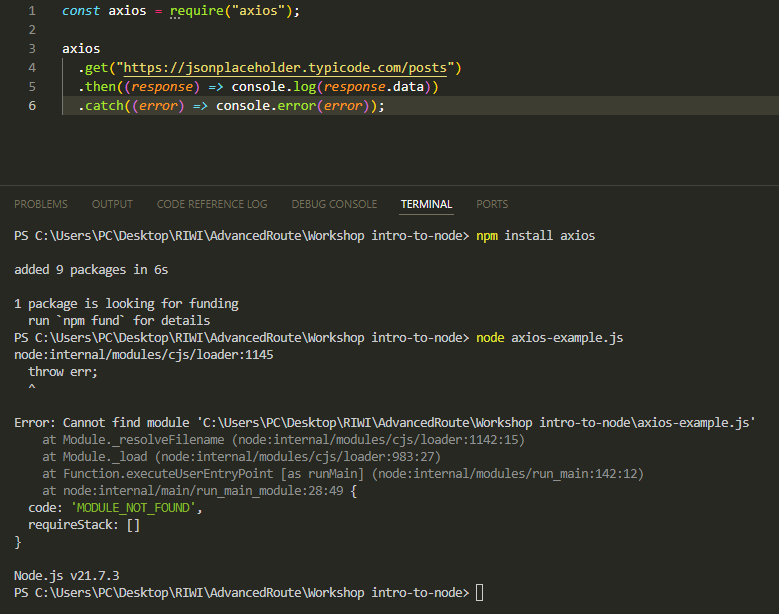 1 const axios = require("axios");
2
3 axios
4 .get("https://jsonplaceholder.typicode.com/posts")
5 .then((response) => console.log(response.data))
6 .catch((error) => console.error(error));
PROBLEMS OUTPUT CODE REFERENCE LOG DEBUG CONSOLE TERMINAL PORTS
PS C:\Users\PC\Desktop\RIWI\AdvancedRoute\Workshop intro-to-node> npm install axios
added 9 packages in 6s
1 package is looking for funding
run `npm fund` for details
PS C:\Users\PC\Desktop\RIWI\AdvancedRoute\Workshop intro-to-node> node axios-example.js
node:internal/modules/cjs/loader:1145
throw err;
^
Error: Cannot find module 'C:\Users\PC\Desktop\RIWI\AdvancedRoute\Workshop intro-to-node\axios-example.js'
at Module._resolveFilename (node:internal/modules/cjs/loader:1142:15)
at Module._load (node:internal/modules/cjs/loader:983:27)
at Function.executeUserEntryPoint [as runMain] (node:internal/modules/run_main:142:12)
at node:internal/main/run_main_module:28:49 {
code: 'MODULE_NOT_FOUND',
requireStack: []
}
Node.js v21.7.3
PS C:\Users\PC\Desktop\RIWI\AdvancedRoute\Workshop intro-to-node>